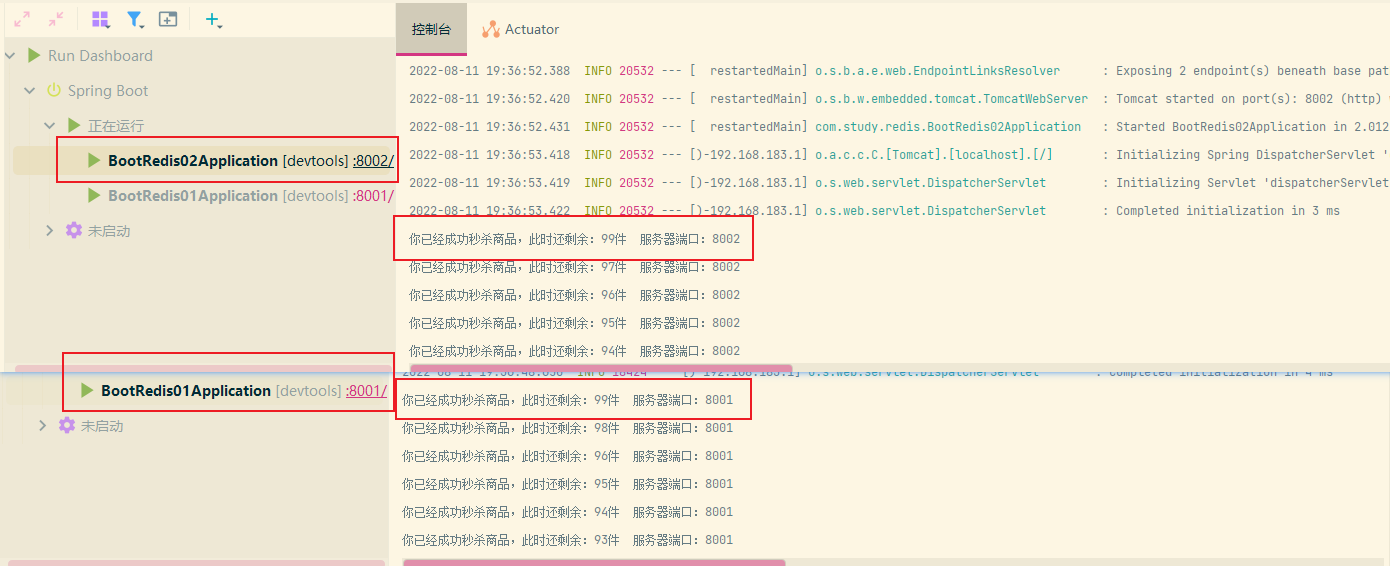 控制台
Actuator
Run Dashboard
Spring Boot
正在运行
BootRedis02Application [devtools] :8002/
BootRedis01Application [devtools] :8001/
未启动
2022-08-11 19:36:52.388  INFO 20532 --- [  restartedMain] o.s.b.a.e.web.EndpointLinksResolver      : Exposing 2 endpoint(s) beneath base pat
2022-08-11 19:36:52.420  INFO 20532 --- [  restartedMain] o.s.b.w.embedded.tomcat.TomcatWebServer  : Tomcat started on port(s): 8002 (http)
2022-08-11 19:36:52.431  INFO 20532 --- [  restartedMain] com.study.redis.BootRedis02Application   : Started BootRedis02Application in 2.012
2022-08-11 19:36:53.418  INFO 20532 --- [)-192.168.183.1] o.a.c.c.C.[Tomcat].[localhost].[/]       : Initializing Spring DispatcherServlet '
2022-08-11 19:36:53.419  INFO 20532 --- [)-192.168.183.1] o.s.web.servlet.DispatcherServlet        : Initializing Servlet 'dispatcherServlet
2022-08-11 19:36:53.422  INFO 20532 --- [)-192.168.183.1] o.s.web.servlet.DispatcherServlet        : Completed initialization in 3 ms
你已经成功秒杀商品，此时还剩余：99件  服务器端口：8002
你已经成功秒杀商品，此时还剩余：97件  服务器端口：8002
你已经成功秒杀商品，此时还剩余：96件  服务器端口：8002
你已经成功秒杀商品，此时还剩余：95件  服务器端口：8002
你已经成功秒杀商品，此时还剩余：94件  服务器端口：8002
BootRedis01Application [devtools] :8001/
未启动
[)-192.168.183.1] o.s.web.servlet.DispatcherServlet        : Completed initialization in 4 ms
你已经成功秒杀商品，此时还剩余：99件  服务器端口：8001
你已经成功秒杀商品，此时还剩余：98件  服务器端口：8001
你已经成功秒杀商品，此时还剩余：96件  服务器端口：8001
你已经成功秒杀商品，此时还剩余：95件  服务器端口：8001
你已经成功秒杀商品，此时还剩余：94件  服务器端口：8001
你已经成功秒杀商品，此时还剩余：93件  服务器端口：8001